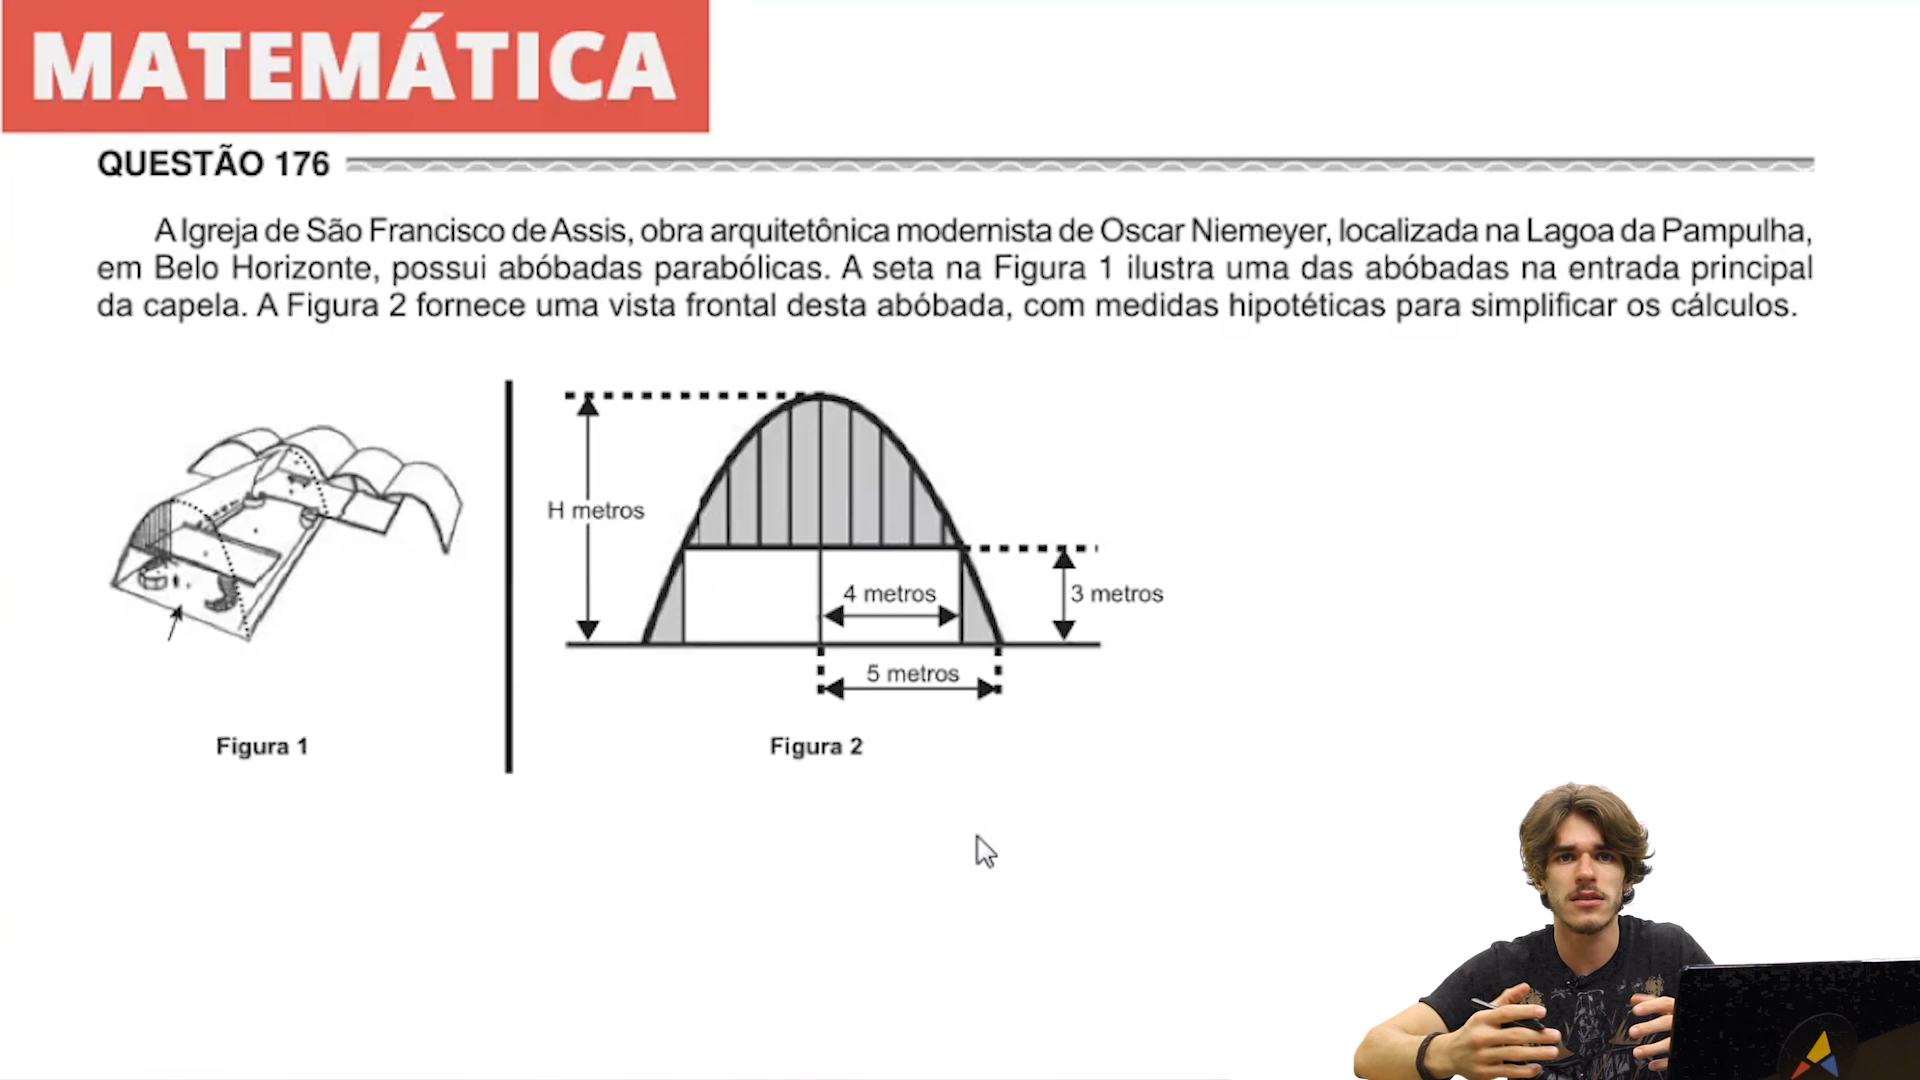 MATEMÁTICA
QUESTÃO 176
A Igreja de São Francisco de Assis, obra arquitetônica modernista de Oscar Niemeyer, localizada na Lagoa da Pampulha,
em Belo Horizonte, possui abóbadas parabólicas. A seta na Figura 1 ilustra uma das abóbadas na entrada principal
da capela. A Figura 2 fornece uma vista frontal desta abóbada, com medidas hipotéticas para simplificar os cálculos.
H metros
4 metros
3 metros
5 metros
Figura 1
Figura 2